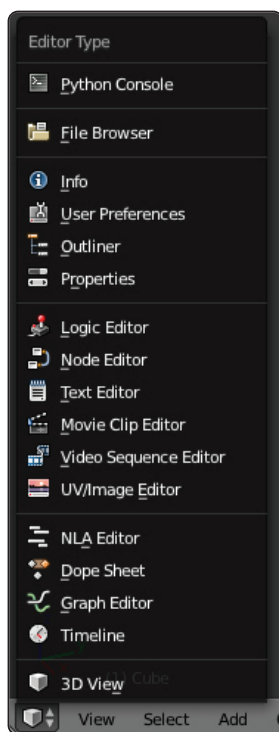 Editor Type
Python Console
File Browser
Info
User Preferences
Outliner
Properties
Logic Editor
Node Editor
Text Editor
Movie Clip Editor
Video Sequence Editor
UV/Image Editor
NLA Editor
Dope Sheet
Graph Editor
Timeline
3D View
(1) Cube
View Select Add